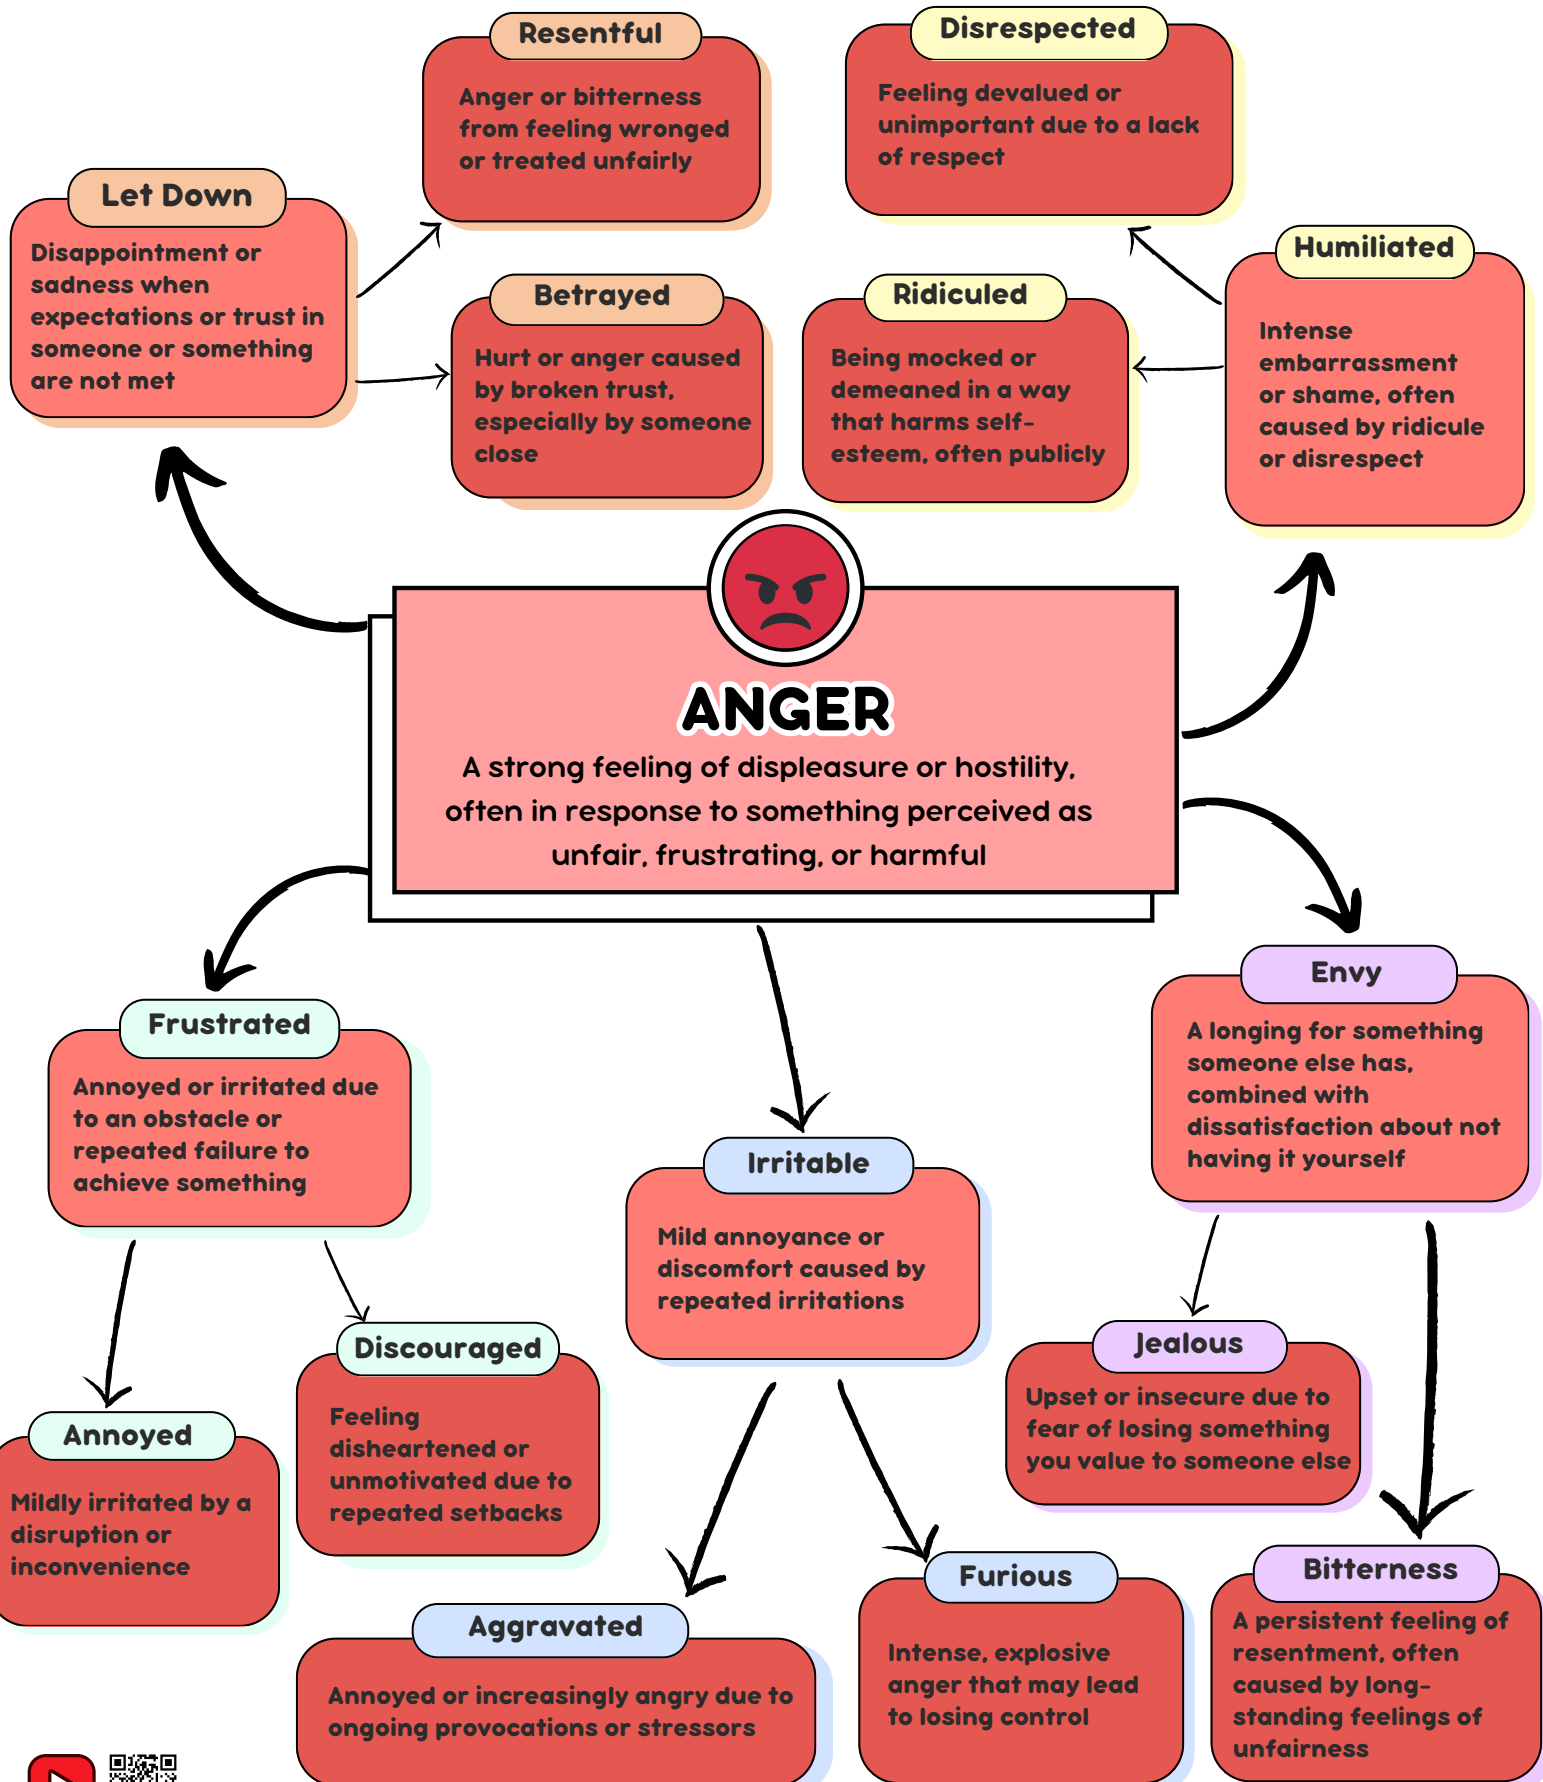 Resentful
Anger or bitterness
from feeling wronged
or treated unfairly
Disrespected
Feeling devalued or
unimportant due to a lack
of respect
Let Down
Disappointment or
sadness when
expectations or trust in
someone or something
are not met
Betrayed
Hurt or anger caused
by broken trust,
especially by someone
close
Ridiculed
Being mocked or
demeaned in a way
that harms self-
esteem, often publicly
Humiliated
Intense
embarrassment
or shame, often
caused by ridicule
or disrespect
ANGER
A strong feeling of displeasure or hostility,
often in response to something perceived as
unfair, frustrating, or harmful
Frustrated
Annoyed or irritated due
to an obstacle or
repeated failure to
achieve something
Irritable
Mild annoyance or
discomfort caused by
repeated irritations
Envy
A longing for something
someone else has,
combined with
dissatisfaction about not
having it yourself
Annoyed
Mildly irritated by a
disruption or
inconvenience
Discouraged
Feeling
disheartened or
unmotivated due to
repeated setbacks
Aggravated
Annoyed or increasingly angry due to
ongoing provocations or stressors
Furious
Intense, explosive
anger that may lead
to losing control
Jealous
Upset or insecure due to
fear of losing something
you value to someone else
Bitterness
A persistent feeling of
resentment, often
caused by long-
standing feelings of
unfairness